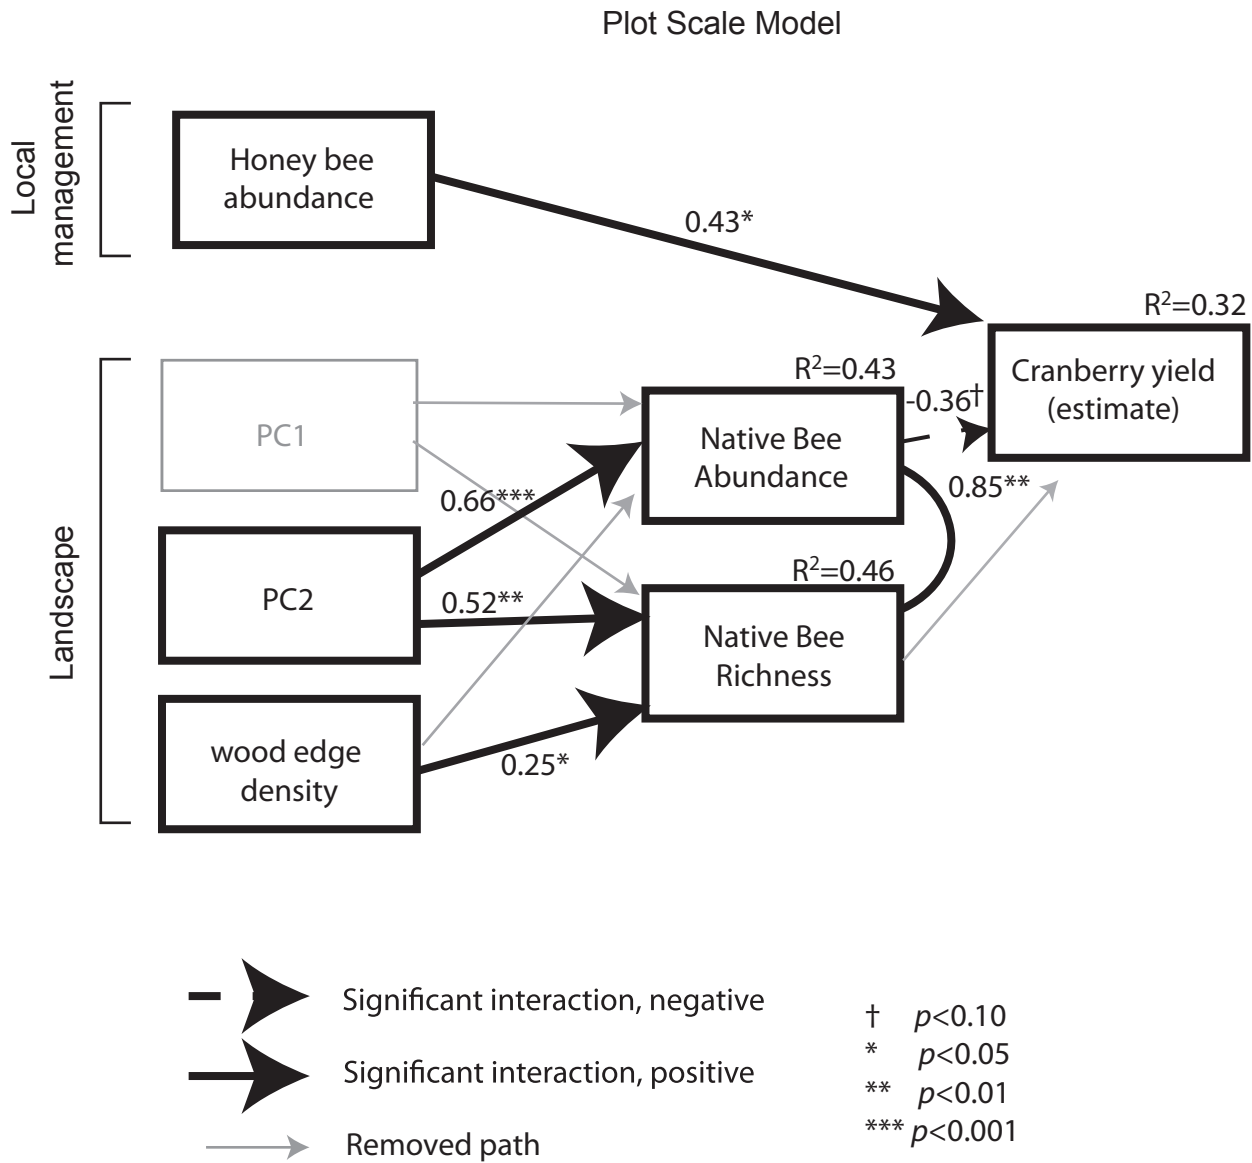 Plot Scale Model
Local
management
Honey bee
abundance
0.43*
R²=0.32
Cranberry yield
(estimate)
Landscape
PC1
R²=0.43
-0.36†
Native Bee
Abundance
0.66***
0.85**
PC2
0.52**
R²=0.46
Native Bee
Richness
wood edge
density
0.25*
Significant interaction, negative
Significant interaction, positive
Removed path
† p<0.10
* p<0.05
** p<0.01
*** p<0.001